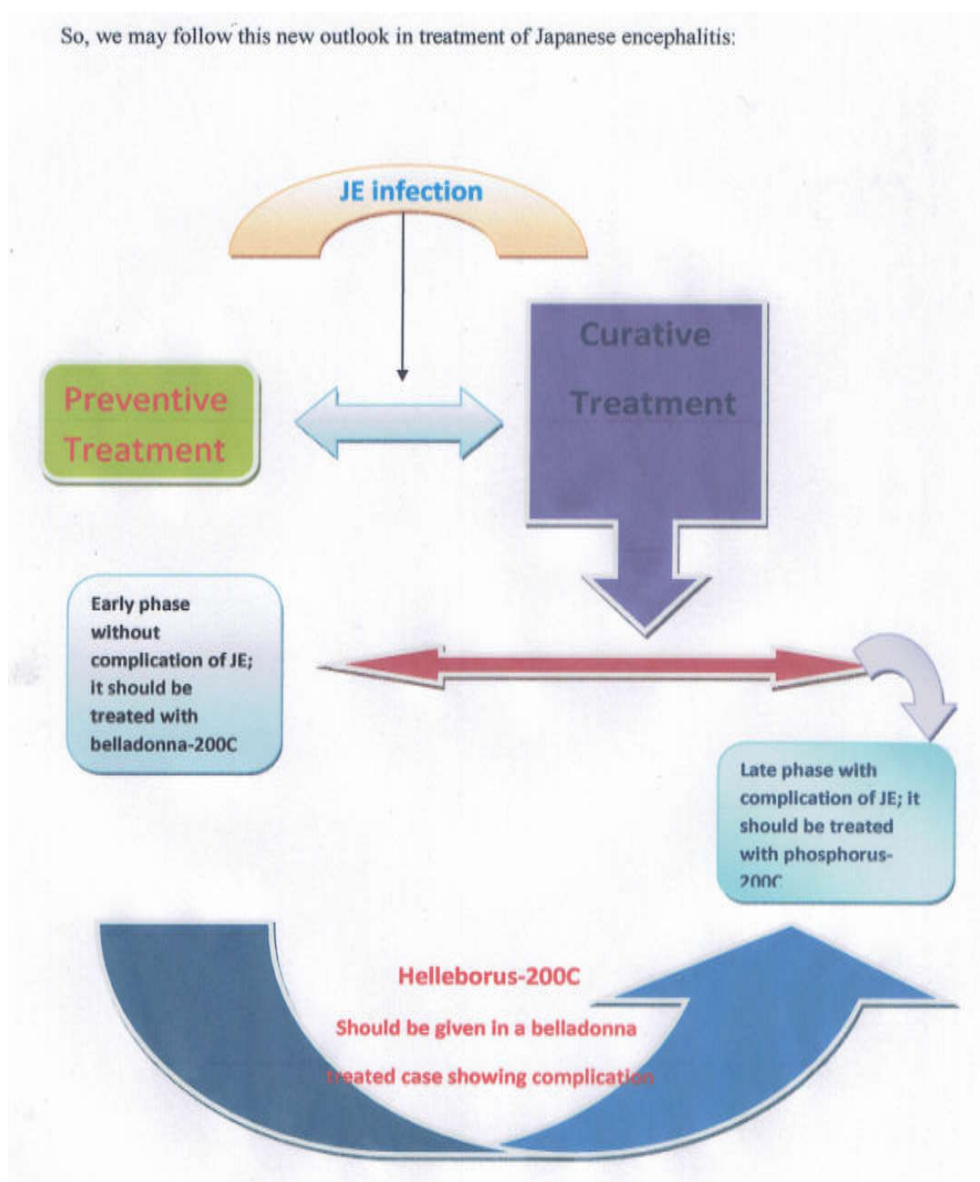 So, we may follow this new outlook in treatment of Japanese encephalitis:
JE infection
Preventive
Treatment
Curative
Treatment
Early phase
without
complication of JE;
it should be
treated with
belladonna-200C
Late phase with
complication of JE; it
should be treated
with phosphorus-
200C
Helleborus-200C
Should be given in a belladonna
treated case showing complication